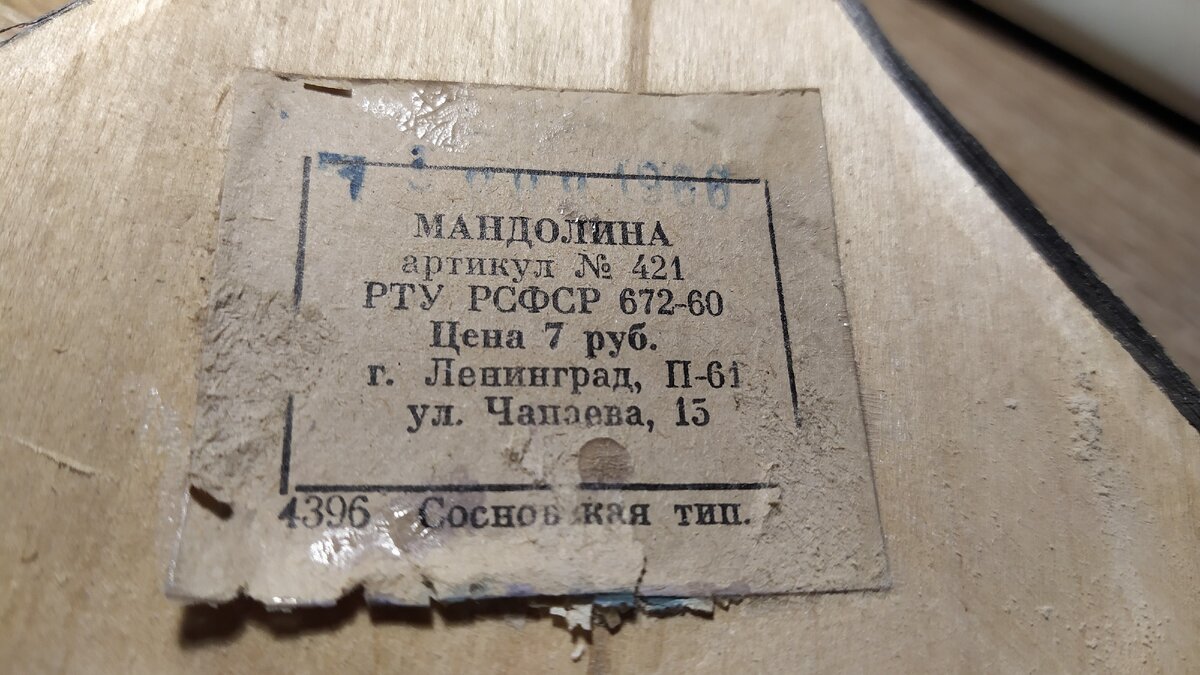 МАНДОЛИНА
артикул № 421
РТУ РСФСР 672-60
Цена 7 руб.
г. Ленинград, П-61
ул. Чапаева, 15
4396 Сосновская тип.